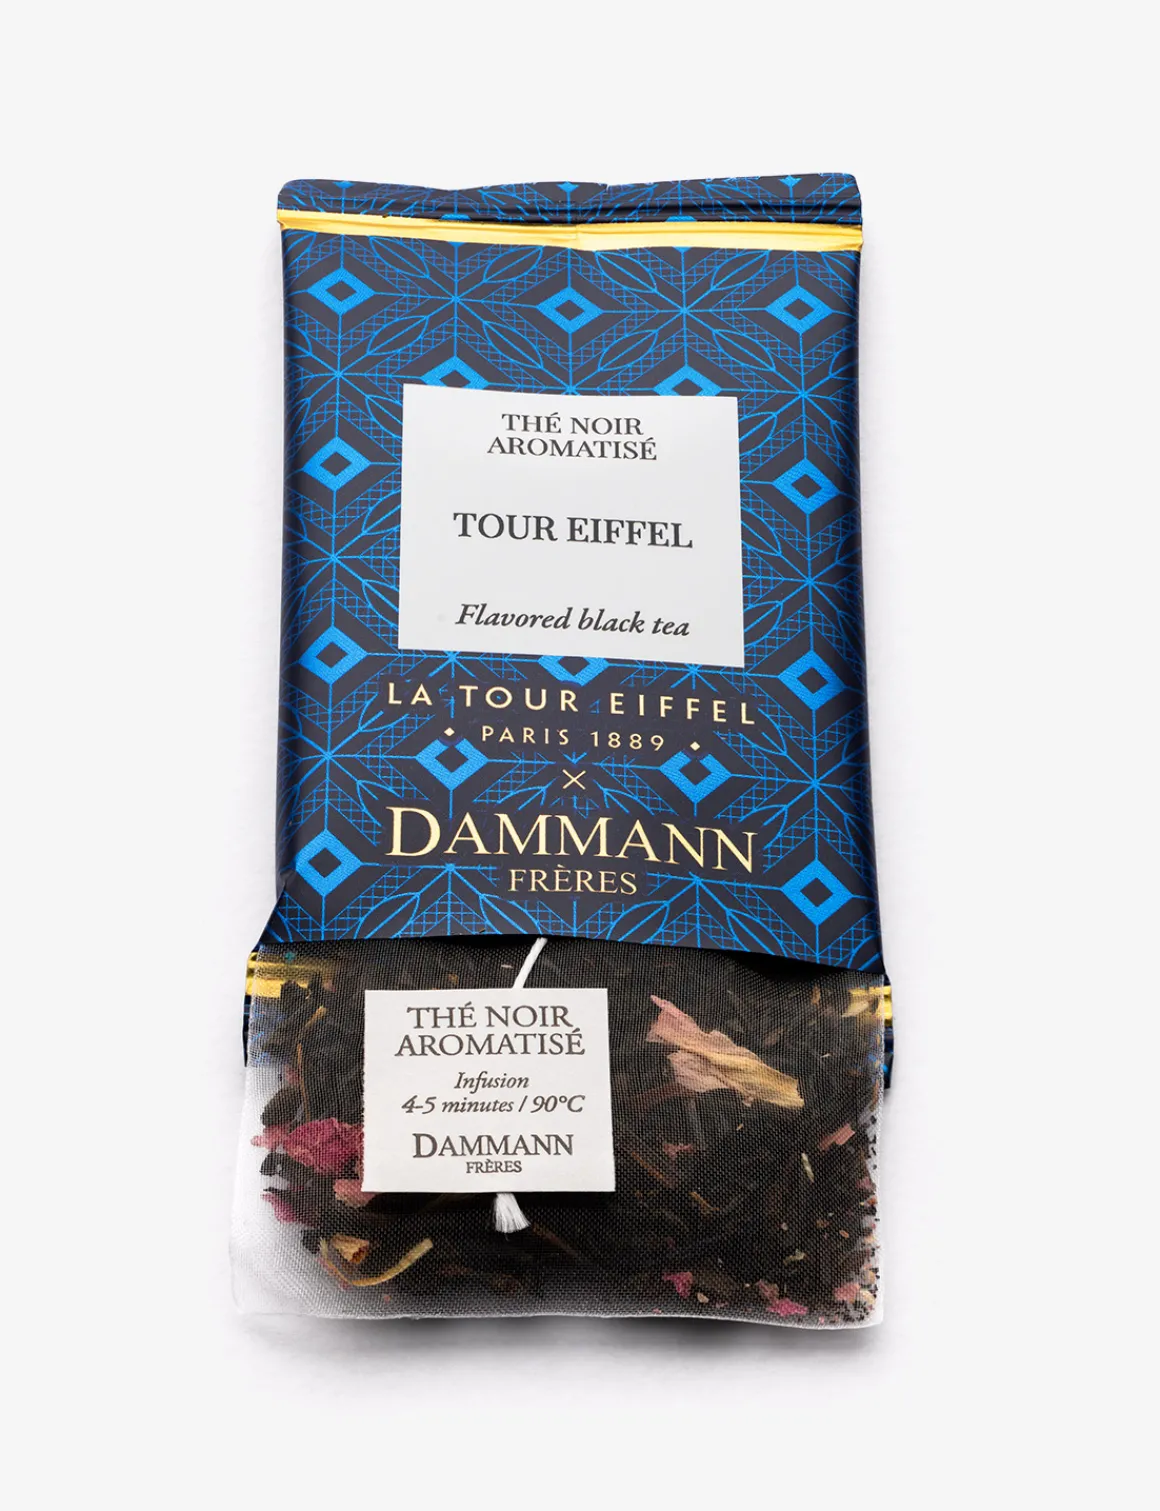 THÉ NOIR
AROMATISÉ
TOUR EIFFEL
Flavored black tea
LA TOUR EIFFEL
• PARIS 1889 •
×
DAMMANN
FRÈRES
THÉ NOIR
AROMATISÉ
Infusion
4-5 minutes / 90°C
DAMMANN
FRÈRES